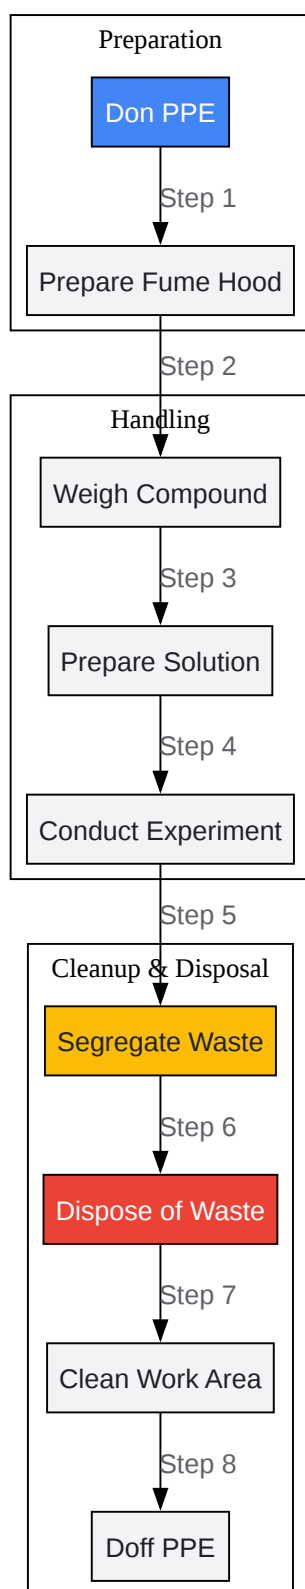 Preparation
Don PPE
Step 1
Prepare Fume Hood
Step 2
Handling
Weigh Compound
Step 3
Prepare Solution
Step 4
Conduct Experiment
Step 5
Cleanup & Disposal
Segregate Waste
Step 6
Dispose of Waste
Step 7
Clean Work Area
Step 8
Doff PPE